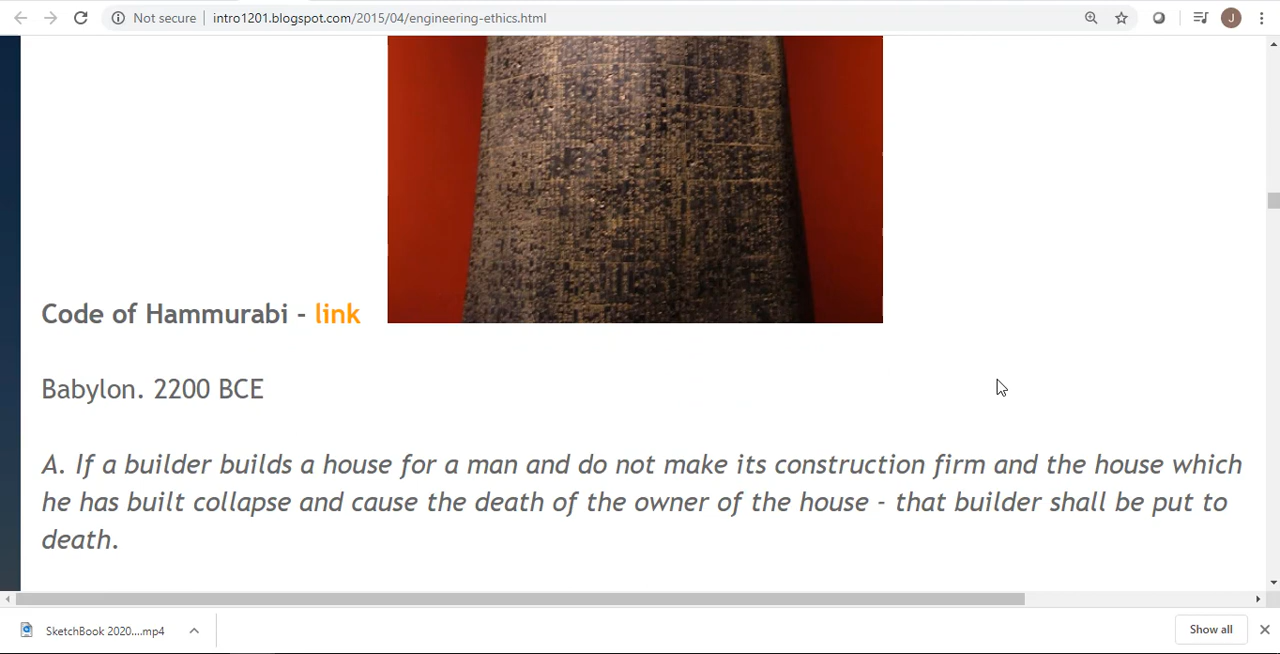 Not secure intro1201.blogspot.com/2015/04/engineering-ethics.html J
Code of Hammurabi - link
Babylon. 2200 BCE
A. If a builder builds a house for a man and do not make its construction firm and the house which
he has built collapse and cause the death of the owner of the house - that builder shall be put to
death.
SketchBook 2020....mp4 Show all